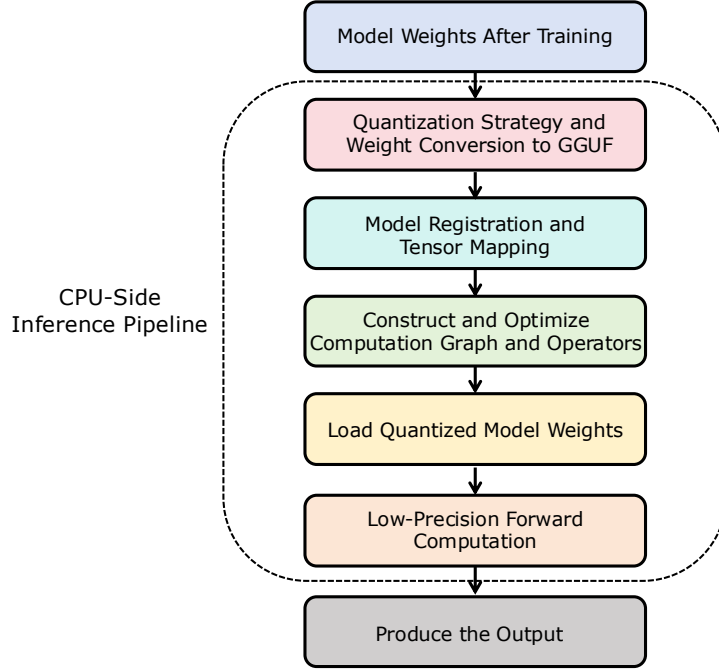 Model Weights After Training
Quantization Strategy and
Weight Conversion to GGUF
Model Registration and
Tensor Mapping
CPU-Side
Inference Pipeline
Construct and Optimize
Computation Graph and Operators
Load Quantized Model Weights
Low-Precision Forward
Computation
Produce the Output